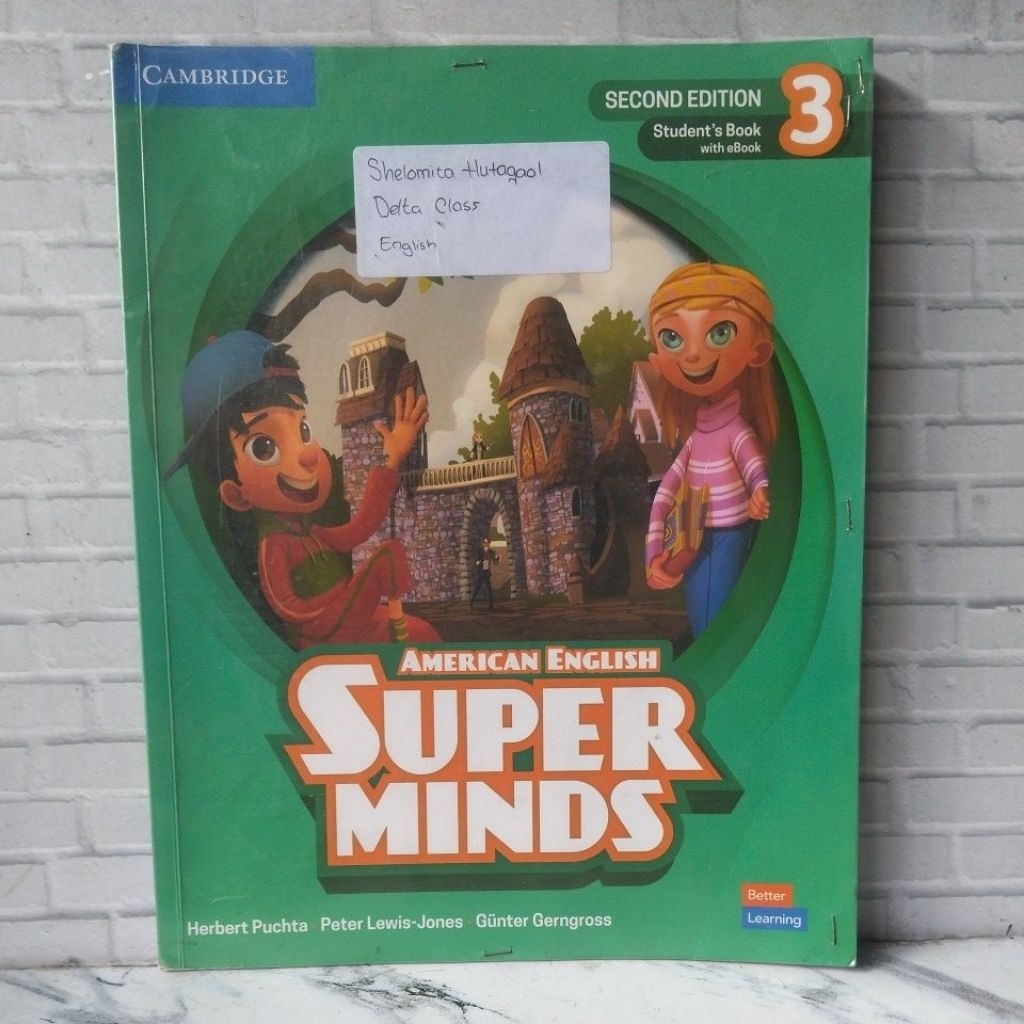 CAMBRIDGE
SECOND EDITION
3
Student's Book
with eBook
Shelomita Hutagaol
Delta Class
English
AMERICAN ENGLISH
SUPER
MINDS
Better
Learning
Herbert Puchta Peter Lewis-Jones Günter Gerngross